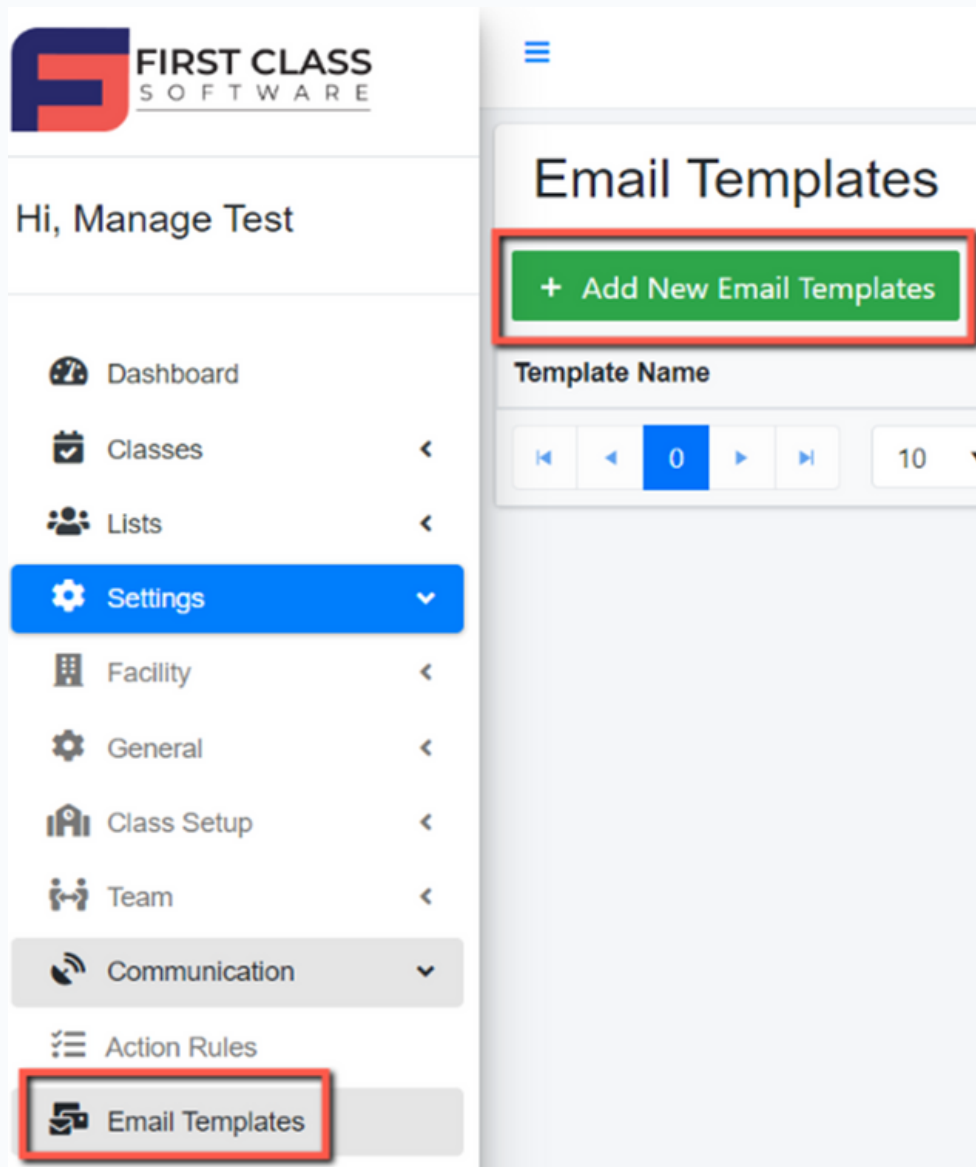 FIRST CLASS
SOFTWARE
Hi, Manage Test
Dashboard
Classes
Lists
Settings
Facility
General
Class Setup
Team
Communication
Action Rules
Email Templates
Email Templates
+ Add New Email Templates
Template Name
0
10